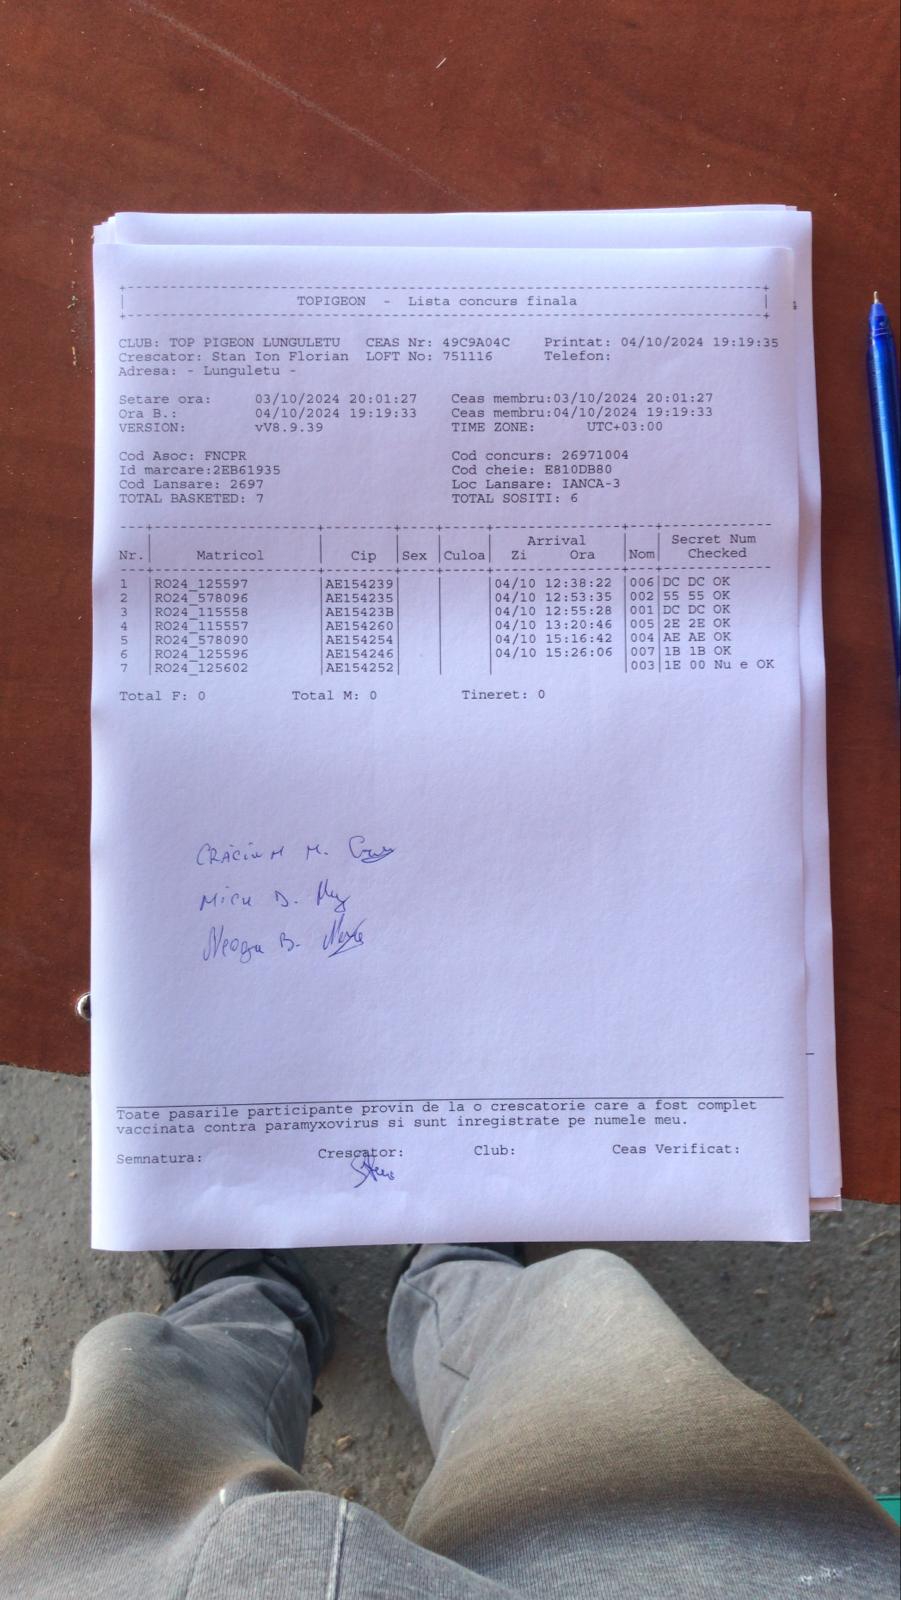 TOPIGEON - Lista concurs finala
CLUB: TOP PIGEON LUNGULETU CEAS Nr: 49C9A04C Printat: 04/10/2024 19:19:35
Crescator: Stan Ion Florian LOFT No: 751116 Telefon:
Adresa: - Lunguletu -
Setare ora: 03/10/2024 20:01:27 Ceas membru:03/10/2024 20:01:27
Ora B.: 04/10/2024 19:19:33 Ceas membru:04/10/2024 19:19:33
VERSION: vV8.9.39 TIME ZONE: UTC+03:00
Cod Asoc: FNCPR Cod concurs: 26971004
Id marcare:2EB61935 Cod cheie: E810DB80
Cod Lansare: 2697 Loc Lansare: IANCA-3
TOTAL BASKETED: 7 TOTAL SOSITI: 6
Arrival Secret Num
Nr. Matricol Cip Sex Culoa Zi Ora Nom Checked
1 RO24_125597 AE154239 04/10 12:38:22 006 DC DC OK
2 RO24_578096 AE154235 04/10 12:53:35 002 55 55 OK
3 RO24_115558 AE15423B 04/10 12:55:28 001 DC DC OK
4 RO24_115557 AE154260 04/10 13:20:46 005 2E 2E OK
5 RO24_578090 AE154254 04/10 15:16:42 004 AE AE OK
6 RO24_125596 AE154246 04/10 15:26:06 007 1B 1B OK
7 RO24_125602 AE154252 003 1E 00 Nu e OK
Total F: 0 Total M: 0 Tineret: 0
CRĂCIUN M.
MICU D.
Neagu B.
Toate pasarile participante provin de la o crescatorie care a fost complet
vaccinata contra paramyxovirus si sunt inregistrate pe numele meu.
Semnatura: Crescator: Club: Ceas Verificat: